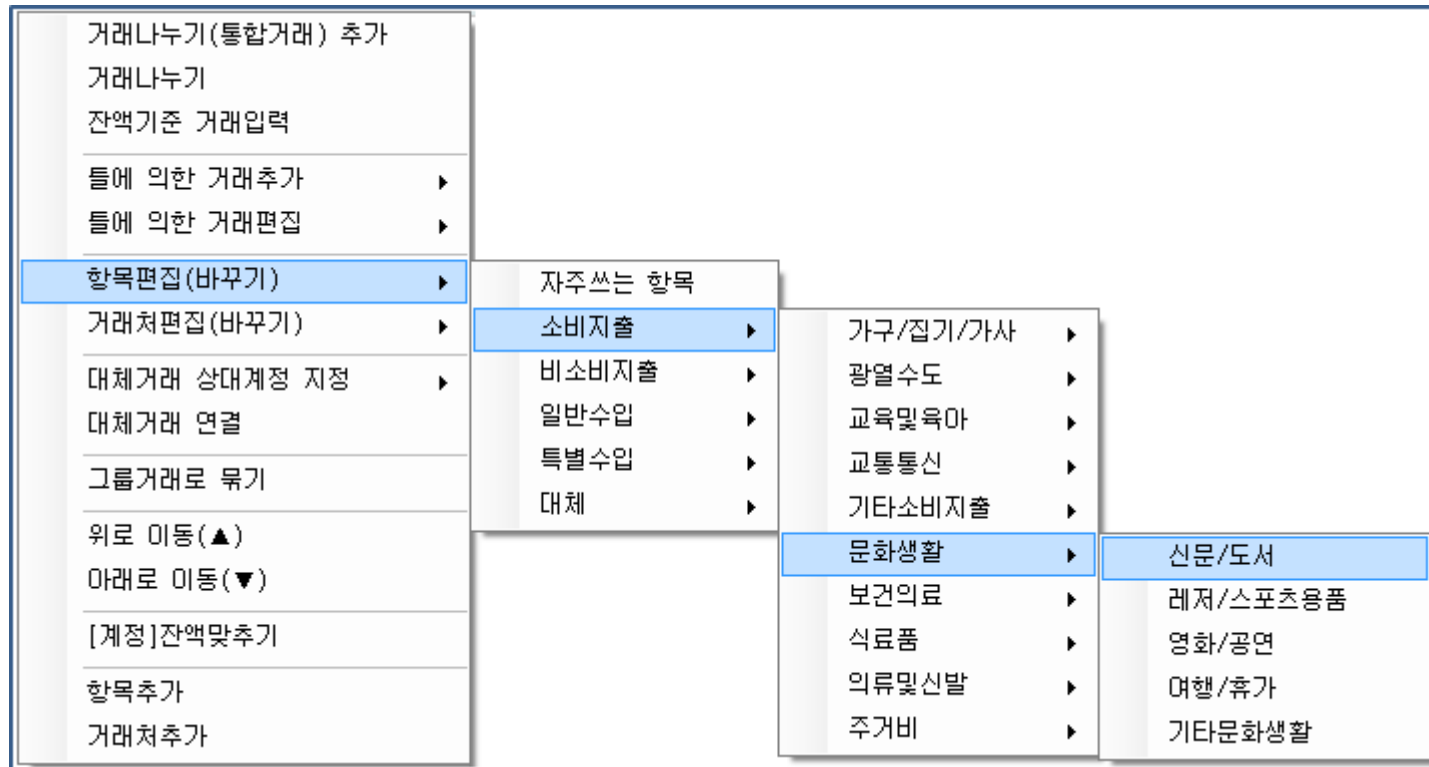 거래나누기(통합거래) 추가
거래나누기
잔액기준 거래입력
틀에 의한 거래추가
틀에 의한 거래편집
항목편집(바꾸기)
거래처편집(바꾸기)
대체거래 상대계정 지정
대체거래 연결
그룹거래로 묶기
위로 이동(▲)
아래로 이동(▼)
[계정]잔액맞추기
항목추가
거래처추가
자주쓰는 항목
소비지출
비소비지출
일반수입
특별수입
대체
가구/집기/가사
광열수도
교육및육아
교통통신
기타소비지출
문화생활
보건의료
식료품
의류및신발
주거비
신문/도서
레저/스포츠용품
영화/공연
여행/휴가
기타문화생활